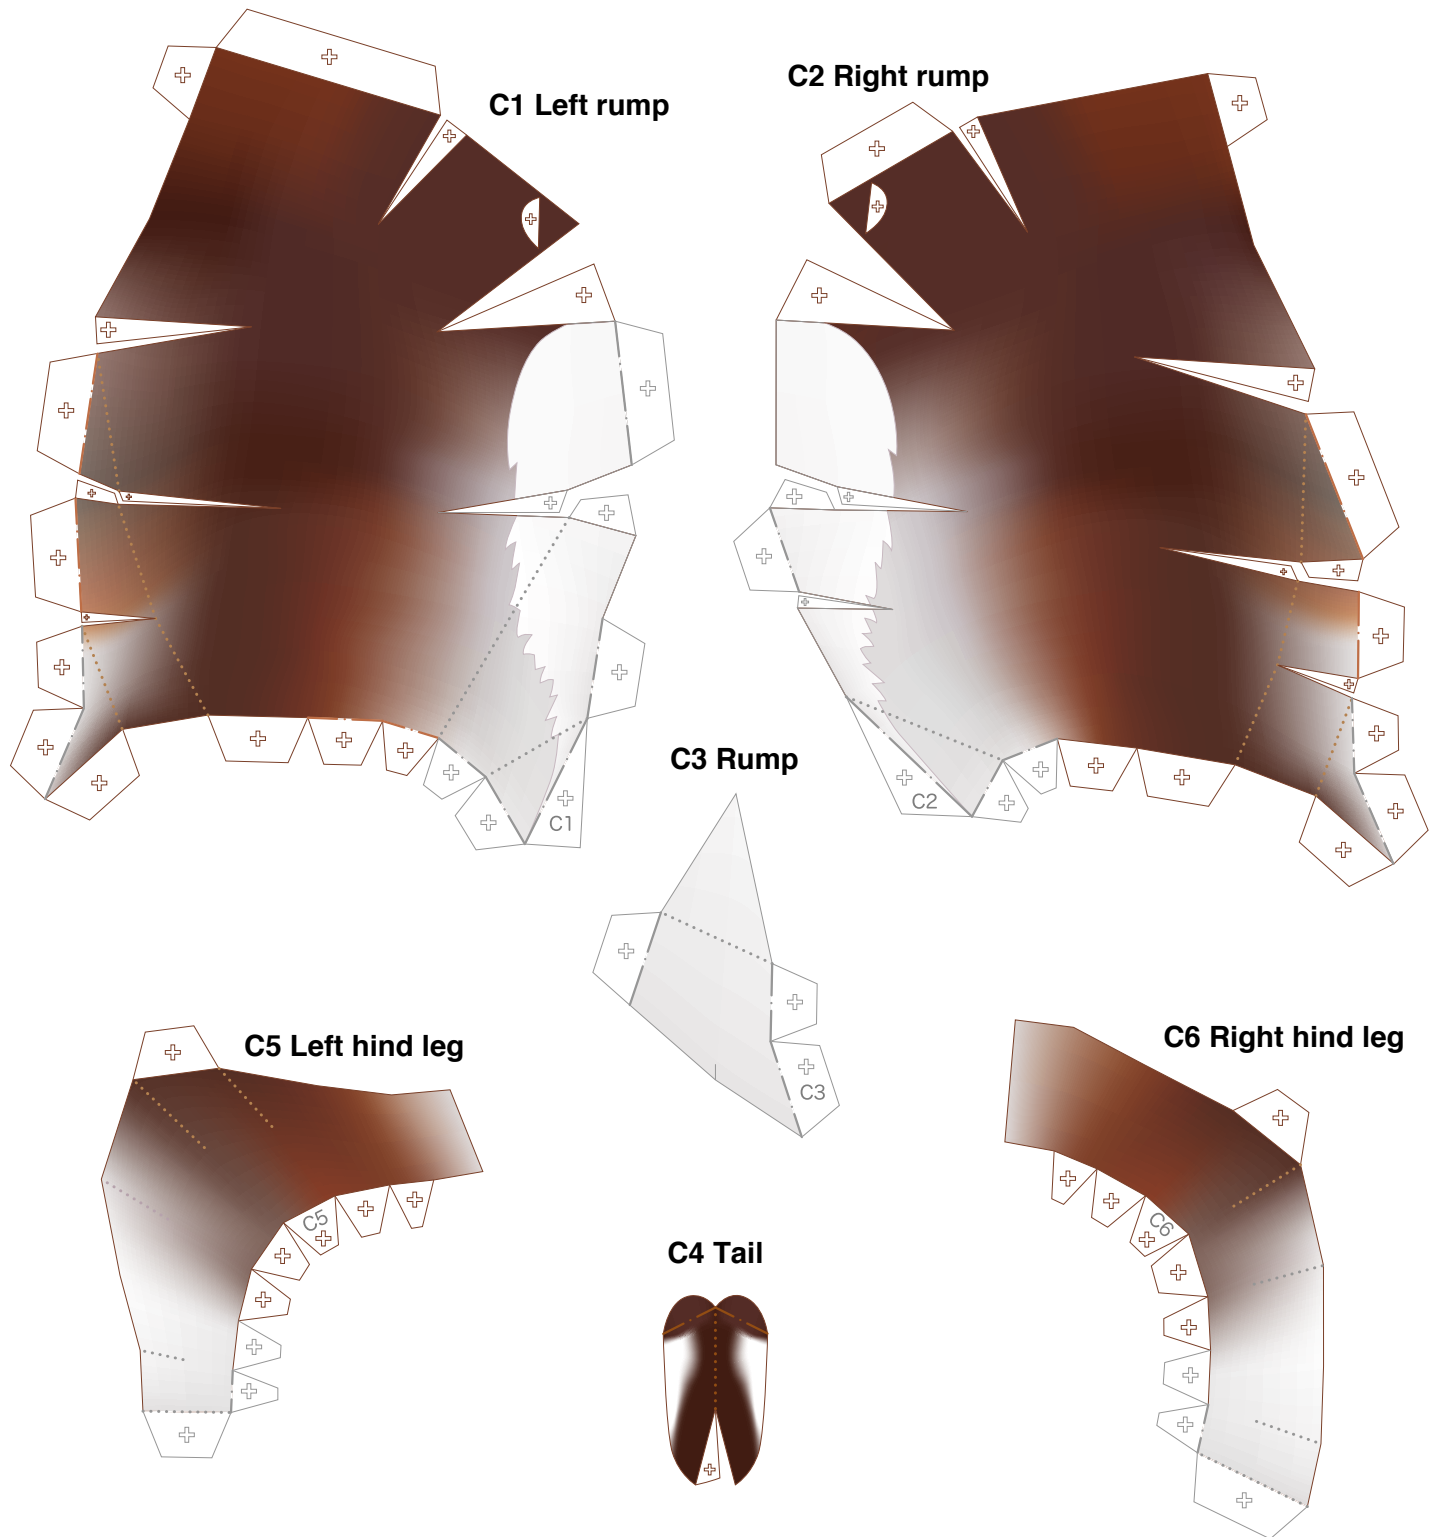 C1 Left rump
C2 Right rump
C1
C2
C3 Rump
C3
C5 Left hind leg
C6 Right hind leg
C5
C6
C4 Tail